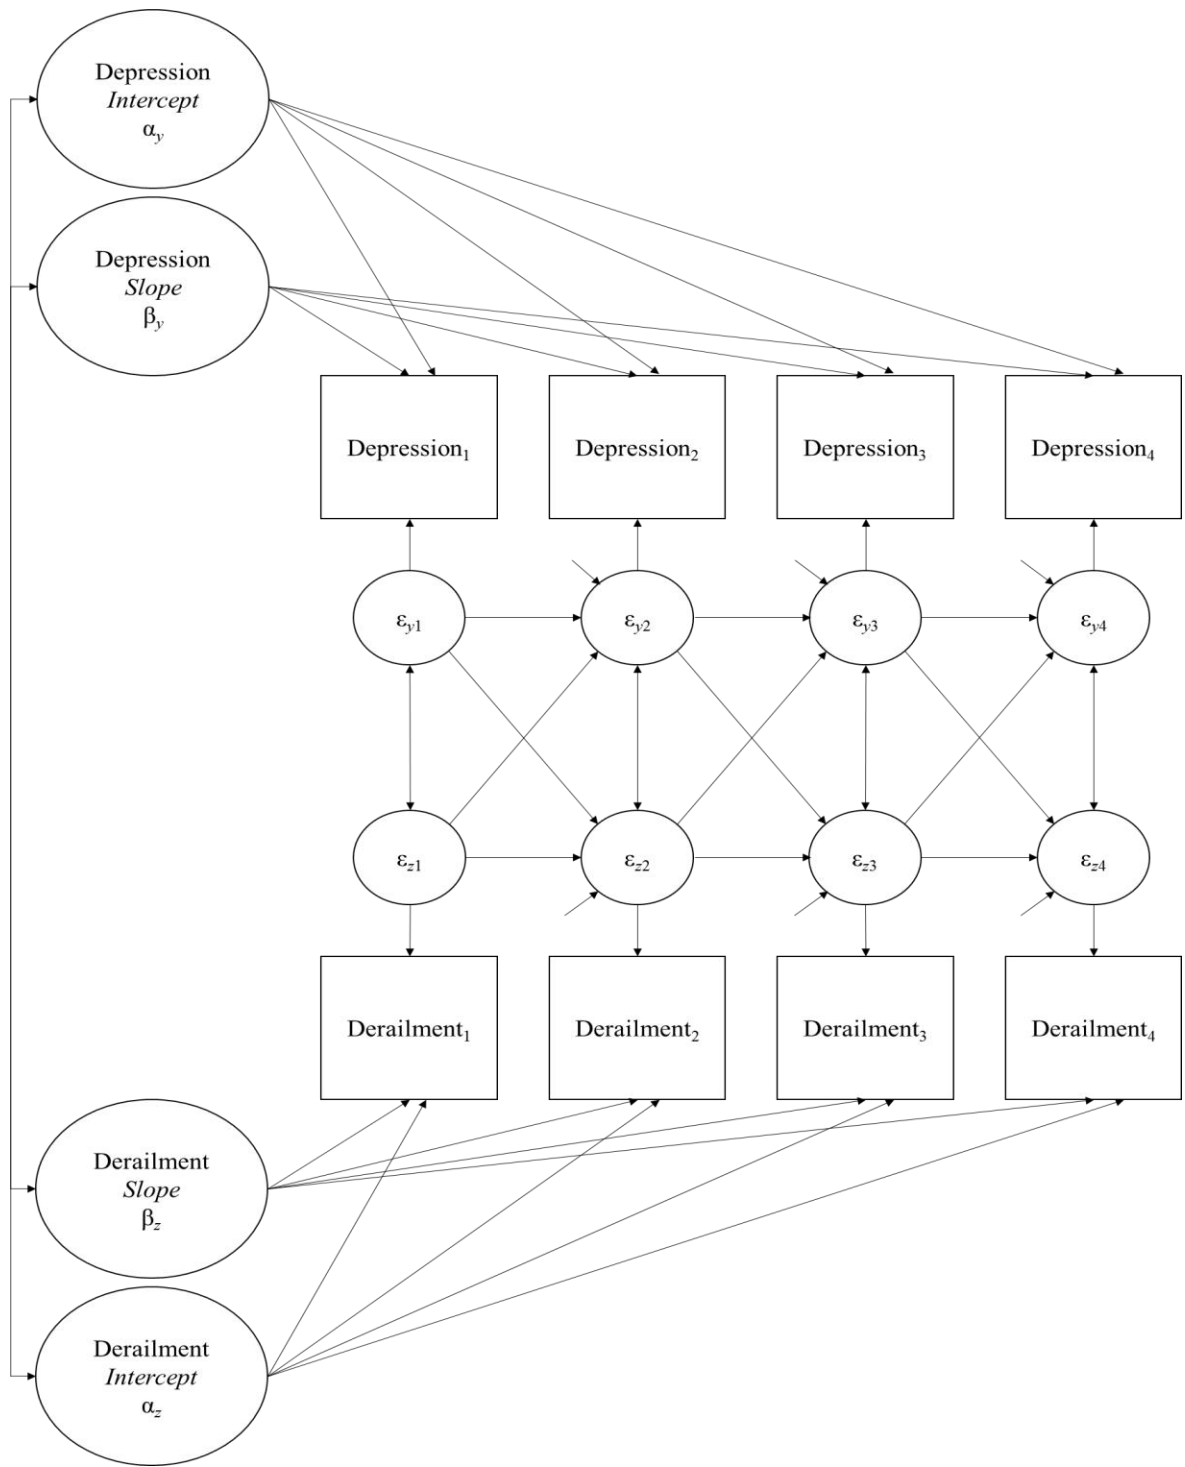 Depression
Intercept
αy
Depression
Slope
βy
Depression1
Depression2
Depression3
Depression4
εy1
εy2
εy3
εy4
εz1
εz2
εz3
εz4
Derailment1
Derailment2
Derailment3
Derailment4
Derailment
Slope
βz
Derailment
Intercept
αz